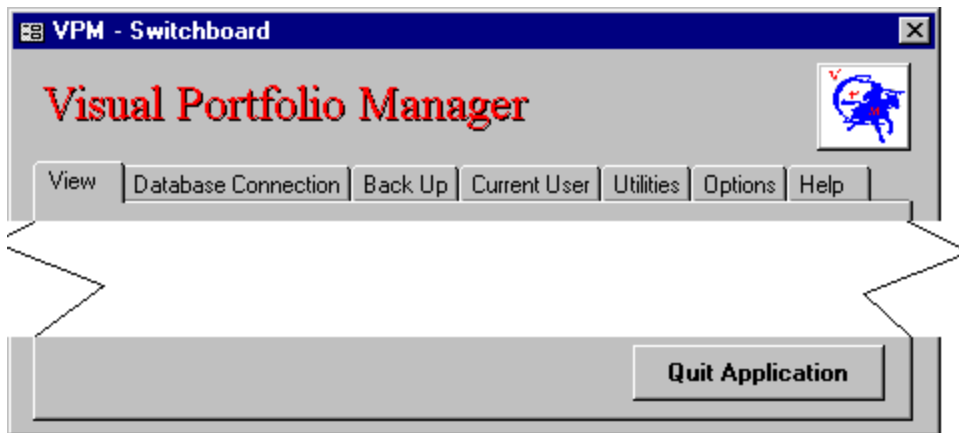 VPM - Switchboard
Visual Portfolio Manager
V
P
M
View Database Connection Back Up Current User Utilities Options Help
Quit Application